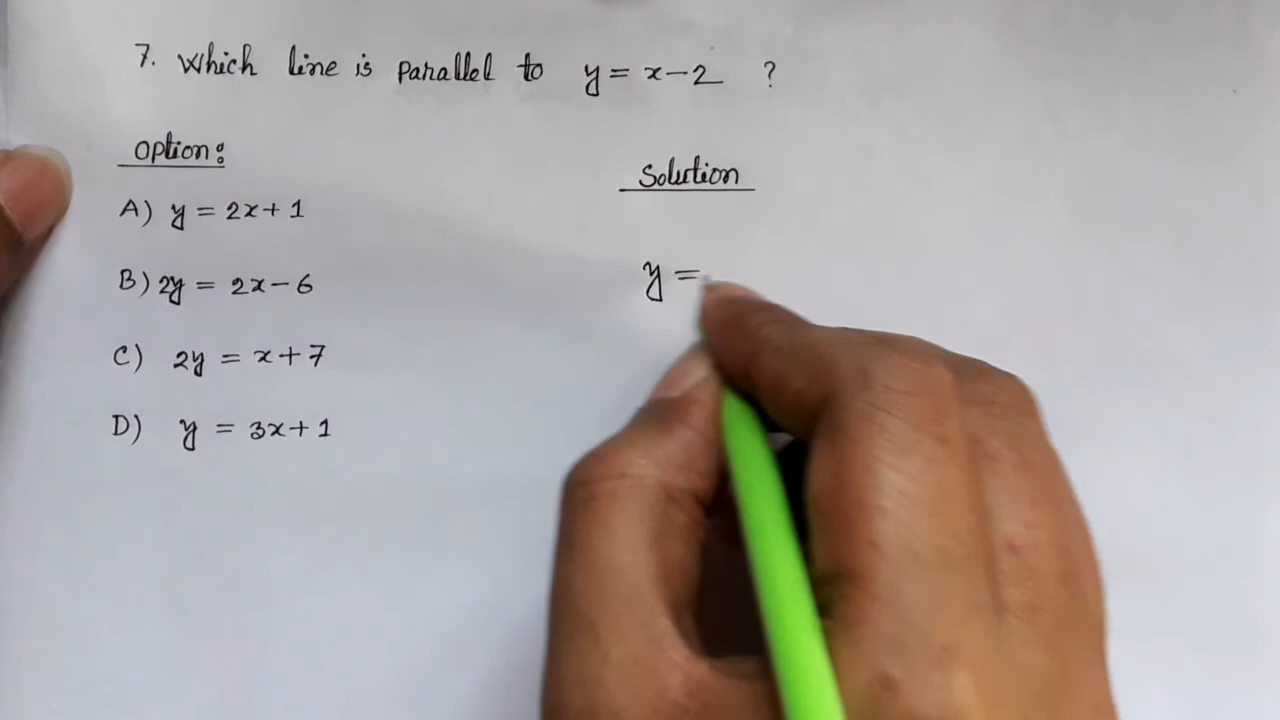 7. Which line is parallel to y = x - 2 ?
Option:
A) y = 2x + 1
B) 2y = 2x - 6
C) 2y = x + 7
D) y = 3x + 1
Solution
y =